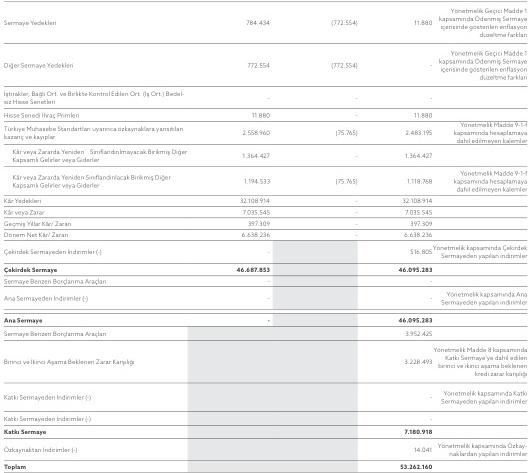 Yönetmelik Geçici Madde 1
kapsamında Ödenmiş Sermaye
Sermaye Yedekleri 784.434 (772.554) 11.880 içerisinde gösterilen enflasyon
düzeltme farkları
Yönetmelik Geçici Madde 1
kapsamında Ödenmiş Sermaye
Diğer Sermaye Yedekleri 772.554 (772.554) - içerisinde gösterilen enflasyon
düzeltme farkları
İştirakler, Bağlı Ort. ve Birlikte Kontrol Edilen Ort. (İş Ort.) Bedel-
siz Hisse Senetleri - - -
Hisse Senedi İhraç Primleri 11.880 - 11.880
Türkiye Muhasebe Standartları uyarınca özkaynaklara yansıtılan
kazanç ve kayıplar 2.558.960 (75.765) 2.483.195 Yönetmelik Madde 9-1-f
kapsamında hesaplamaya
dahil edilmeyen kalemler
Kâr veya Zararda Yeniden Sınıflandırılmayacak Birikmiş Diğer
Kapsamlı Gelirler veya Giderler 1.364.427 - 1.364.427
Kâr veya Zararda Yeniden Sınıflandırılacak Birikmiş Diğer
Kapsamlı Gelirler veya Giderler 1.194.533 (75.765) 1.118.768 Yönetmelik Madde 9-1-f
kapsamında hesaplamaya
dahil edilmeyen kalemler
Kâr Yedekleri 32.108.914 - 32.108.914
Kâr veya Zarar 7.035.545 - 7.035.545
Geçmiş Yıllar Kâr/ Zararı 397.309 - 397.309
Dönem Net Kâr/ Zararı 6.638.236 - 6.638.236
Çekirdek Sermayeden İndirimler (-) - 516.805 Yönetmelik kapsamında Çekirdek
Sermayeden yapılan indirimler
Çekirdek Sermaye 46.687.853 46.095.283
Sermaye Benzeri Borçlanma Araçları - -
Ana Sermayeden İndirimler (-) - - Yönetmelik kapsamında Ana
Sermayeden yapılan indirimler
Ana Sermaye - 46.095.283
Sermaye Benzeri Borçlanma Araçları 3.952.425
Yönetmelik Madde 8 kapsamında
Katkı Sermaye'ye dahil edilen
Birinci ve İkinci Aşama Beklenen Zarar Karşılığı 3.228.493 birinci ve ikinci aşama beklenen
kredi zarar karşılığı
Katkı Sermayeden İndirimler (-) - Yönetmelik kapsamında Katkı
Sermayeden yapılan indirimler
Katkı Sermayeden İndirimler (-) -
Katkı Sermaye 7.180.918
Özkaynaktan İndirimler (-) 14.041 Yönetmelik kapsamında Özkay-
naklardan yapılan indirimler
Toplam 53.262.160